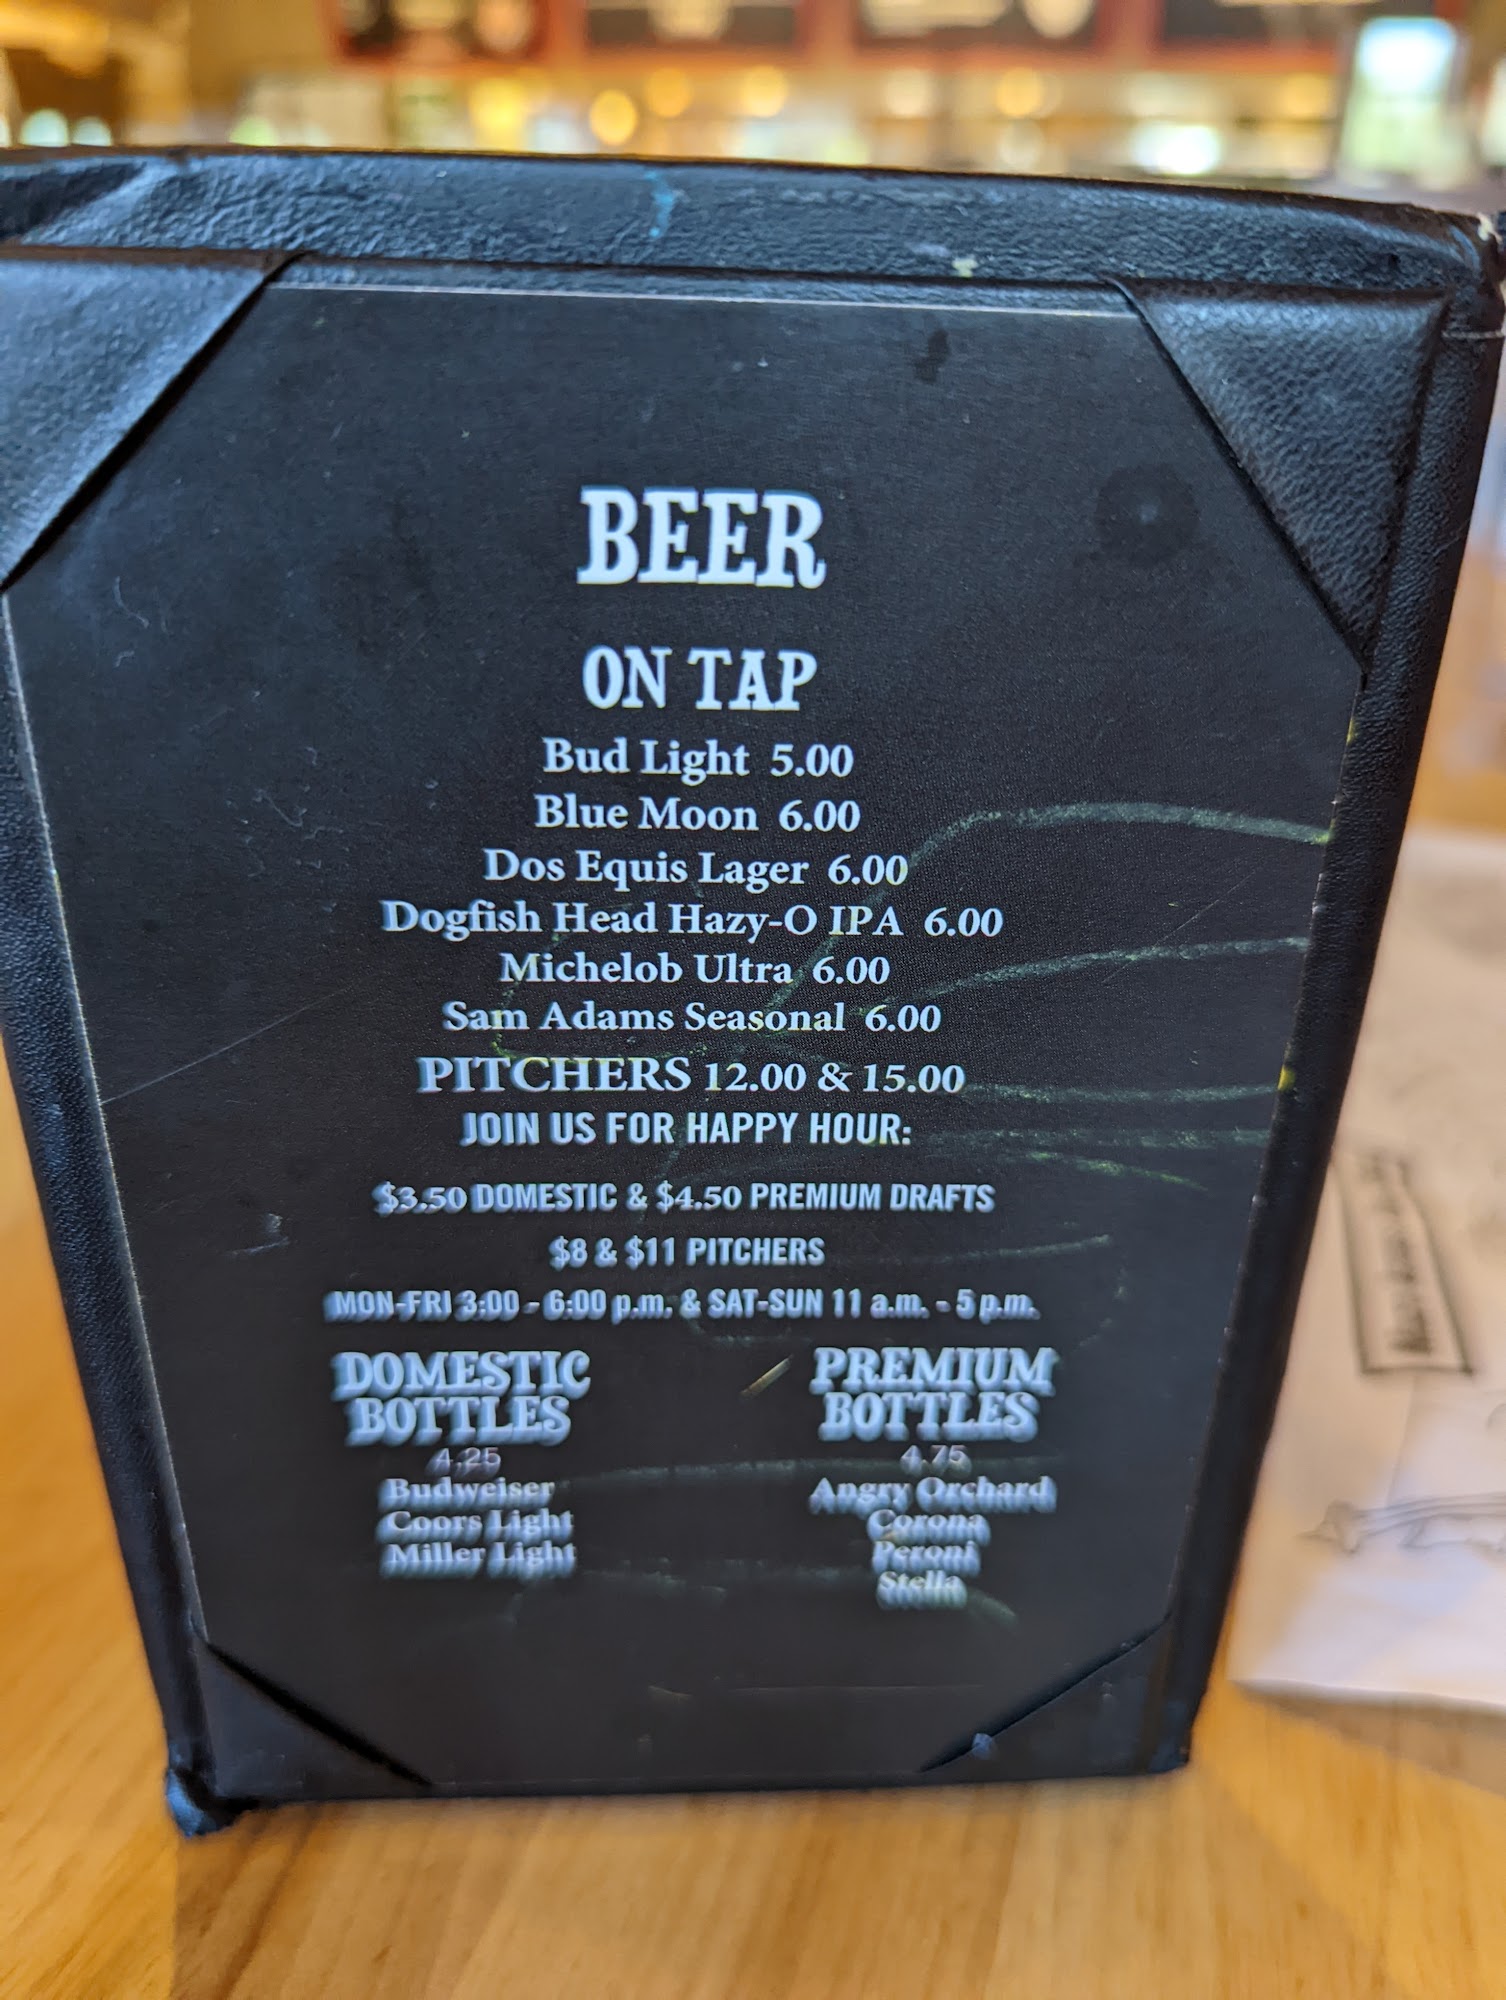 BEER
ON TAP
Bud Light 5.00
Blue Moon 6.00
Dos Equis Lager 6.00
Dogfish Head Hazy-O IPA 6.00
Michelob Ultra 6.00
Sam Adams Seasonal 6.00
PITCHERS 12.00 & 15.00
JOIN US FOR HAPPY HOUR:
$3.50 DOMESTIC & $4.50 PREMIUM DRAFTS
$8 & $11 PITCHERS
MON-FRI 3:00 - 6:00 p.m. & SAT-SUN 11 a.m. - 5 p.m.
DOMESTIC
BOTTLES
4.25
Budweiser
Coors Light
Miller Light
PREMIUM
BOTTLES
4.75
Angry Orchard
Corona
Peroni
Stella